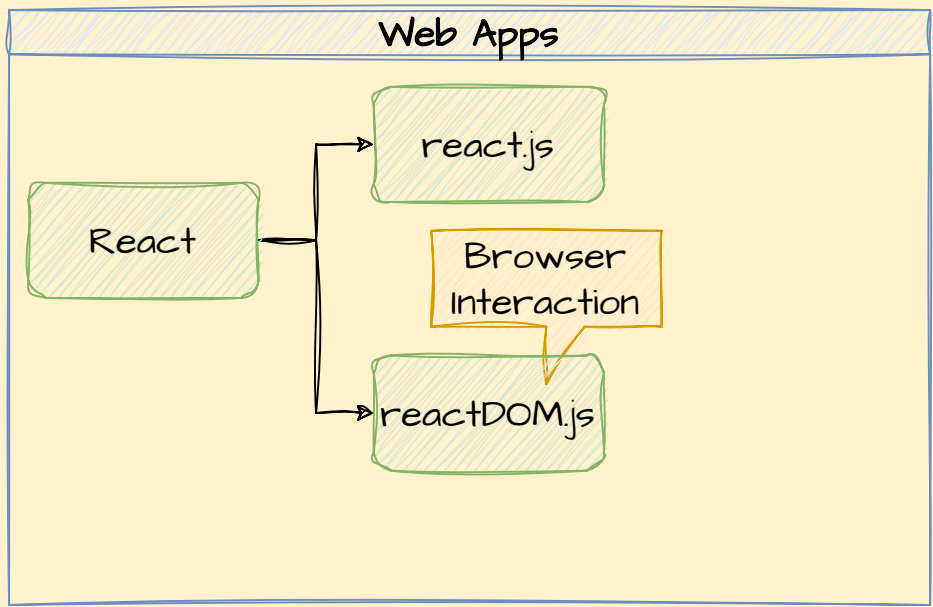 Web Apps
react.js
React
Browser
Interaction
reactDOM.js